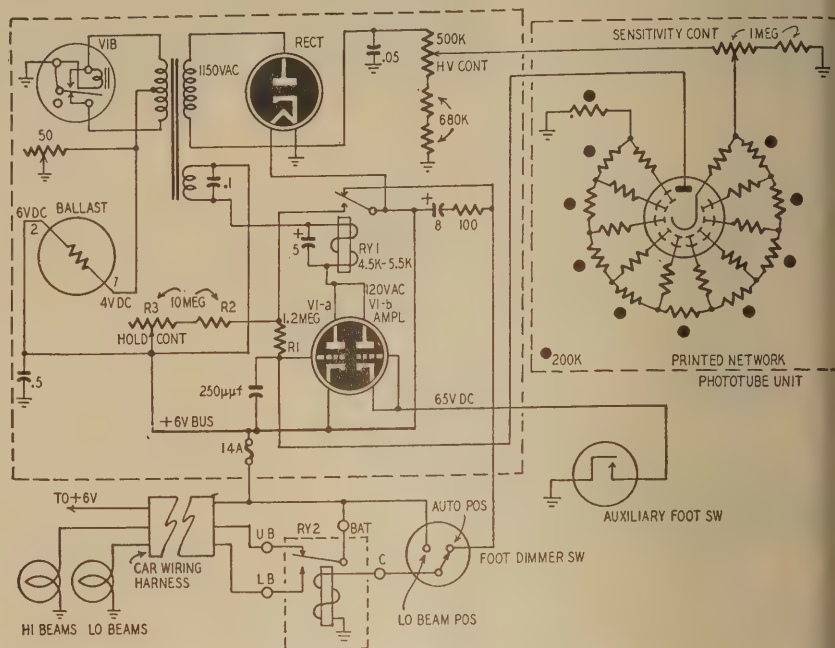 VIB
1150VAC
RECT
.05
500K
HV CONT
680K
SENSITIVITY CONT
1MEG
50
.1
6VDC
2
BALLAST
1
4VDC
+
8
100
+
5
RY1
4.5K-5.5K
120VAC
V1-a
V1-b
AMPL
R3
10MEG
R2
HOLD CONT
1.2MEG
R1
.5
250μμf
65V DC
+6V BUS
14A
200K
PRINTED NETWORK
PHOTOTUBE UNIT
TO+6V
CAR WIRING
HARNESS
HI BEAMS
LO BEAMS
UB
LB
RY2
BAT
C
AUTO POS
FOOT DIMMER SW
LO BEAM POS
AUXILIARY FOOT SW